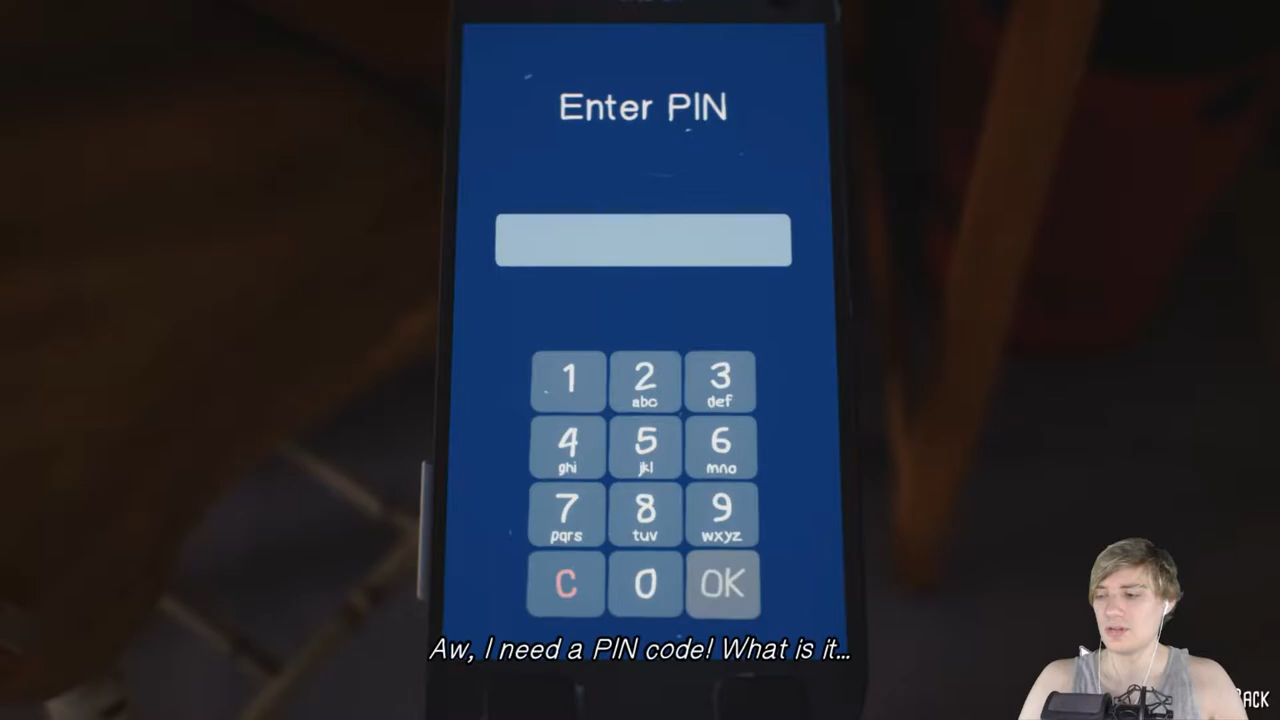 Enter PIN
1 2 3
abc def
4 5 6
ghi jkl mno
7 8 9
pqrs tuv wxyz
C 0 OK
Aw, I need a PIN code! What is it...